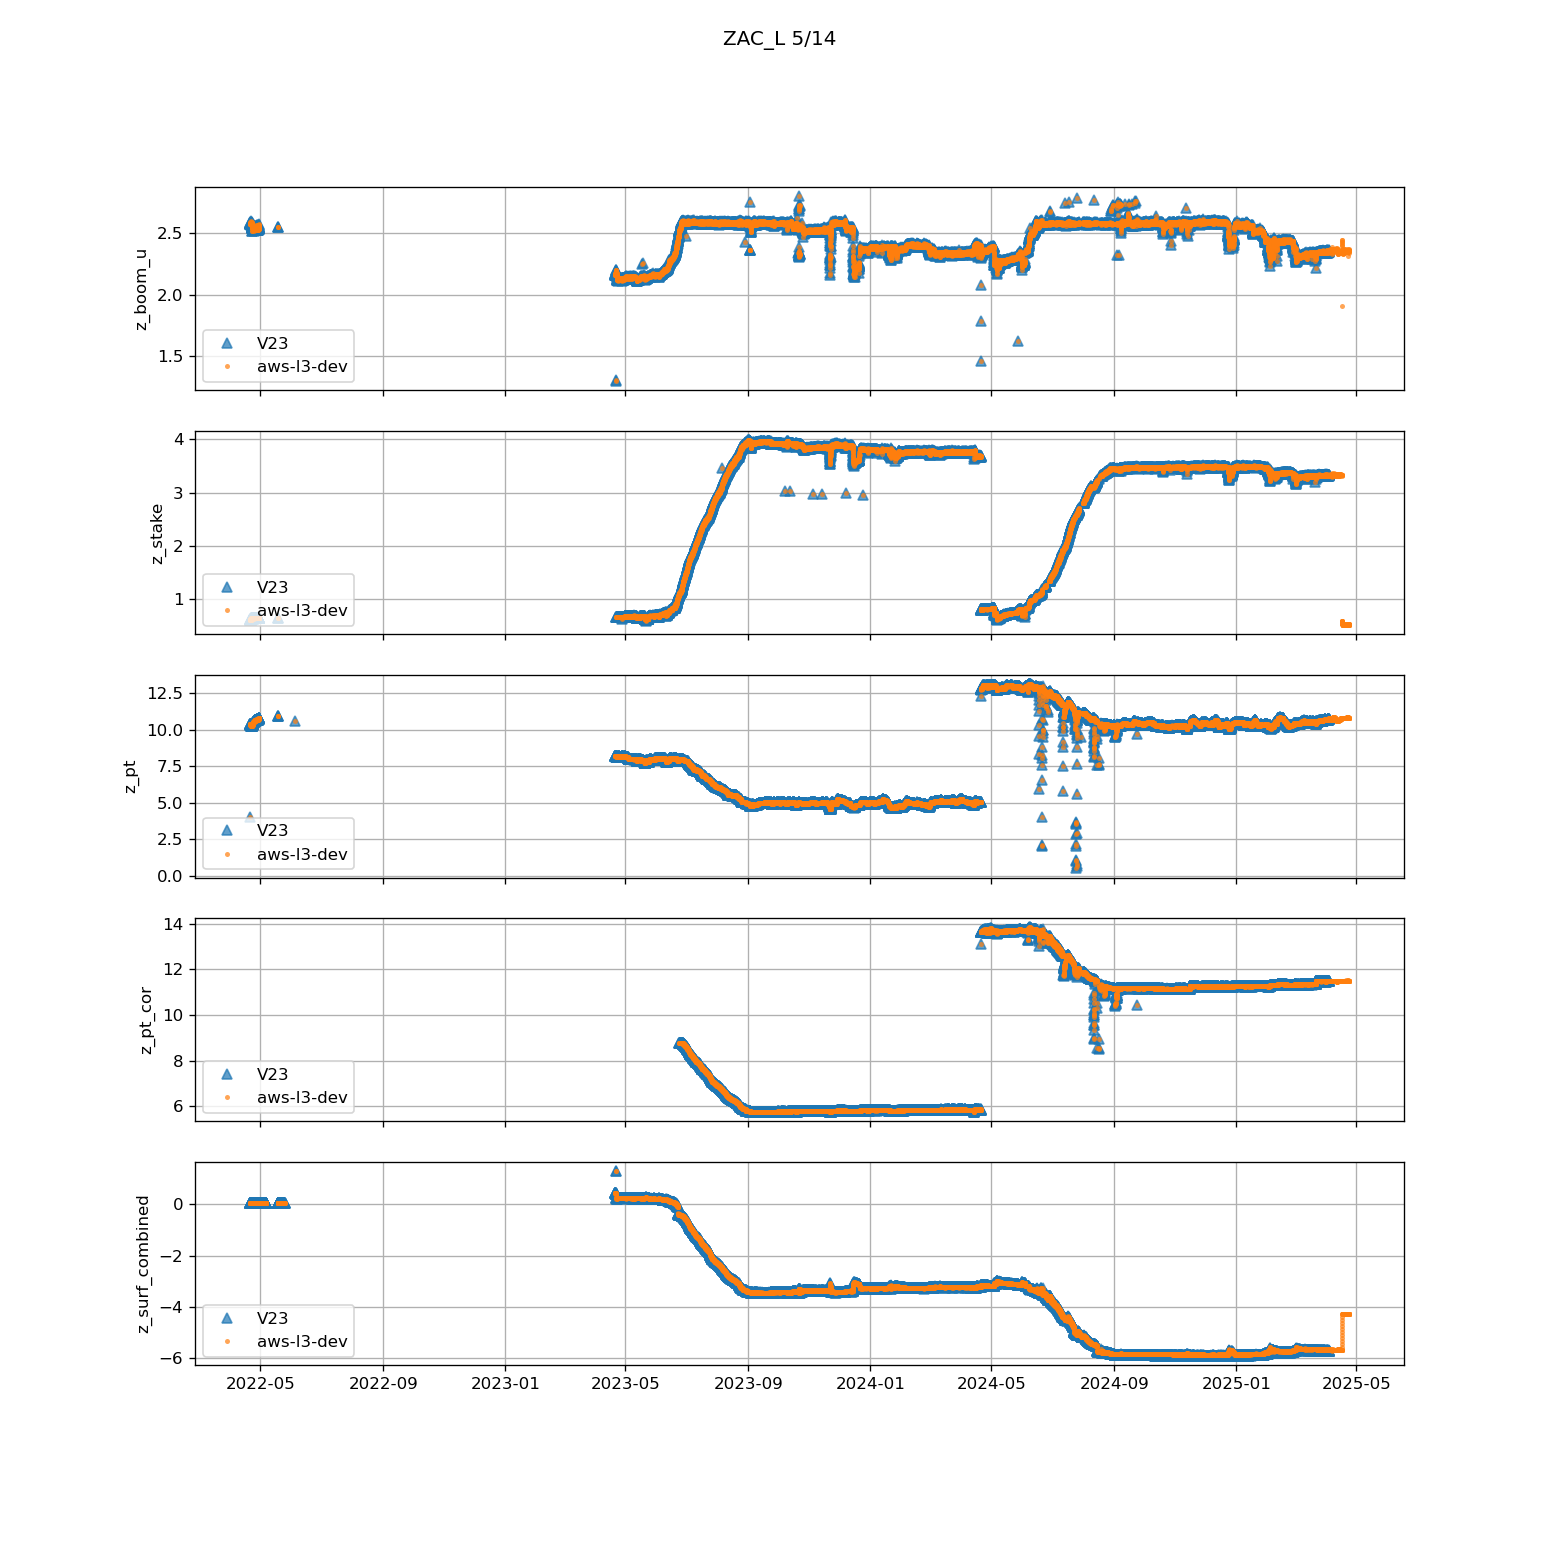 ZAC_L 5/14
z_boom_u
2.5
2.0
1.5
V23
aws-l3-dev
z_stake
4
3
2
1
V23
aws-l3-dev
z_pt
12.5
10.0
7.5
5.0
2.5
0.0
V23
aws-l3-dev
z_pt_cor
14
12
10
8
6
V23
aws-l3-dev
z_surf_combined
0
−2
−4
−6
V23
aws-l3-dev
2022-05 2022-09 2023-01 2023-05 2023-09 2024-01 2024-05 2024-09 2025-01 2025-05